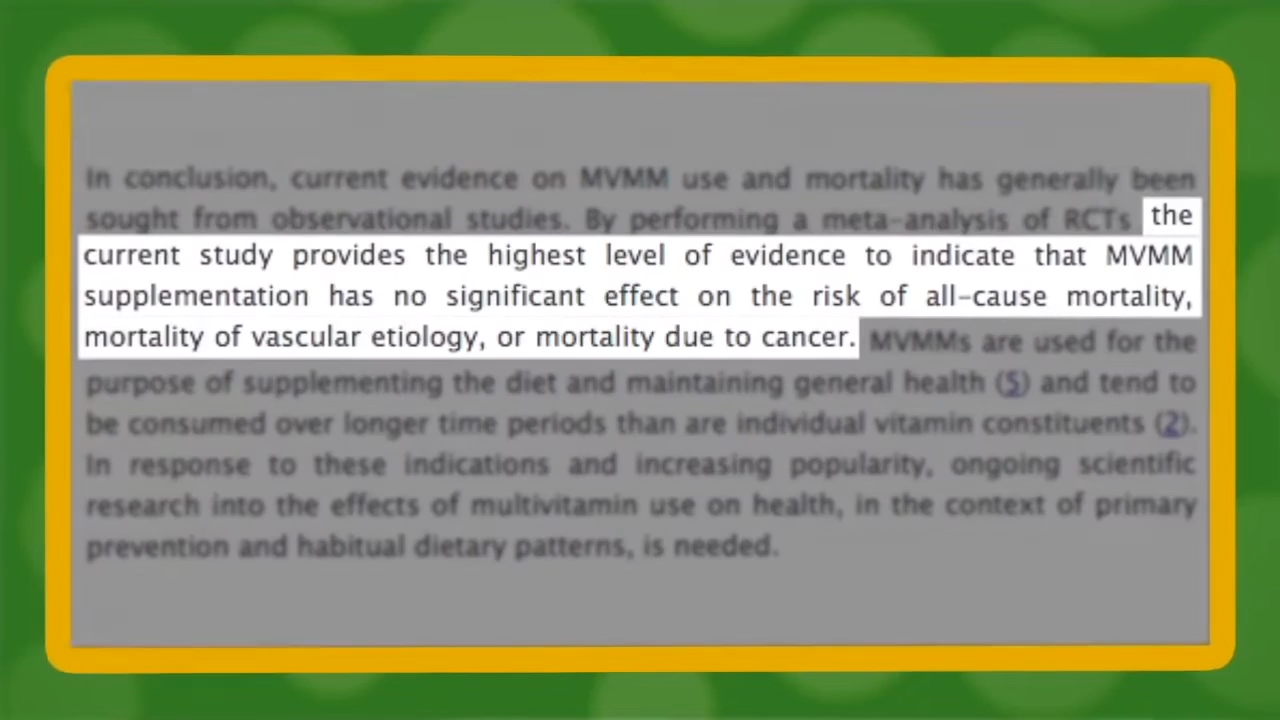 In conclusion, current evidence on MVMM use and mortality has generally been
sought from observational studies. By performing a meta-analysis of RCTs the
current study provides the highest level of evidence to indicate that MVMM
supplementation has no significant effect on the risk of all-cause mortality,
mortality of vascular etiology, or mortality due to cancer. MVMMs are used for the
purpose of supplementing the diet and maintaining general health (5) and tend to
be consumed over longer time periods than are individual vitamin constituents (2).
In response to these indications and increasing popularity, ongoing scientific
research into the effects of multivitamin use on health, in the context of primary
prevention and habitual dietary patterns, is needed.